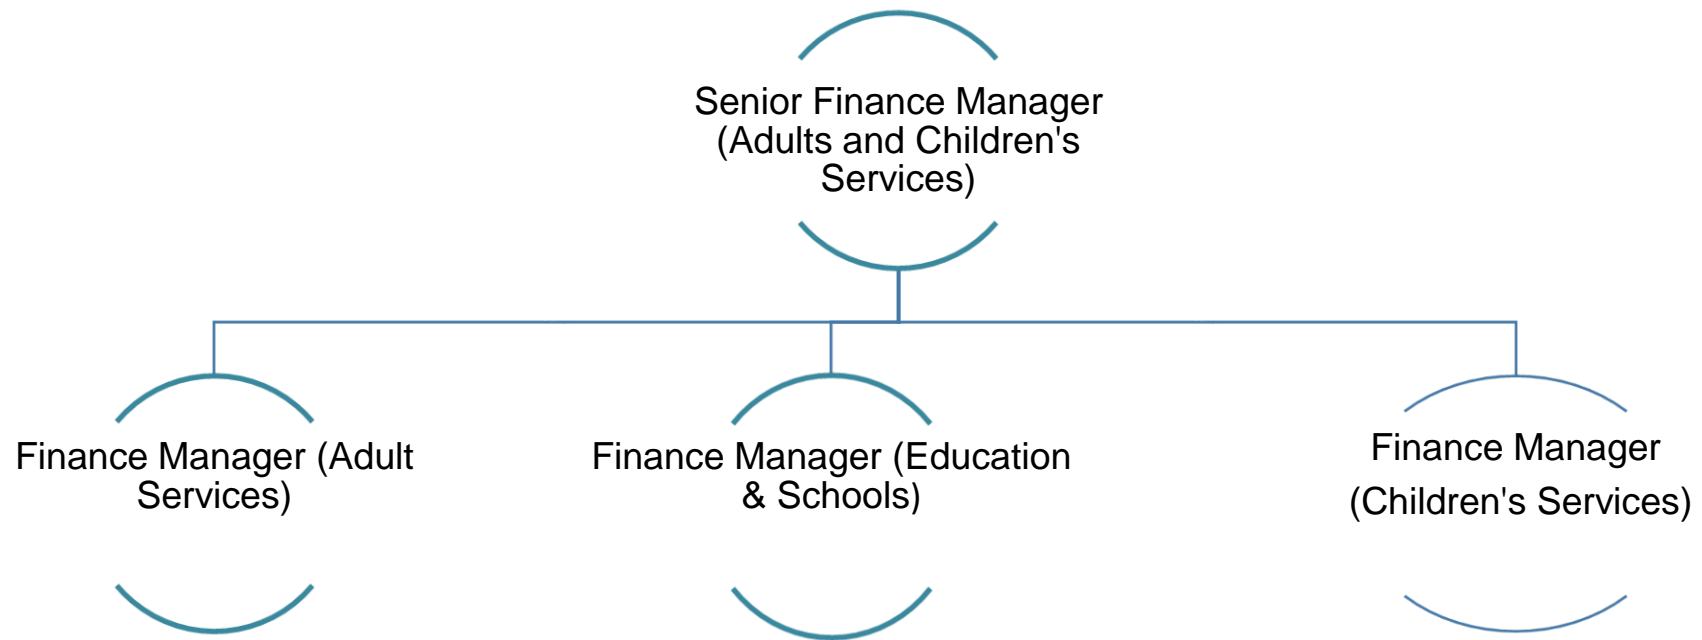 Senior Finance Manager
(Adults and Children's
Services)
Finance Manager (Adult
Services)
Finance Manager (Education
& Schools)
Finance Manager
(Children's Services)